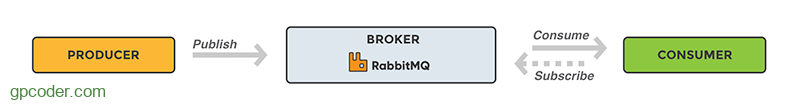 PRODUCER
Publish
BROKER
RabbitMQ
Consume
Subscribe
CONSUMER
gpcoder.com